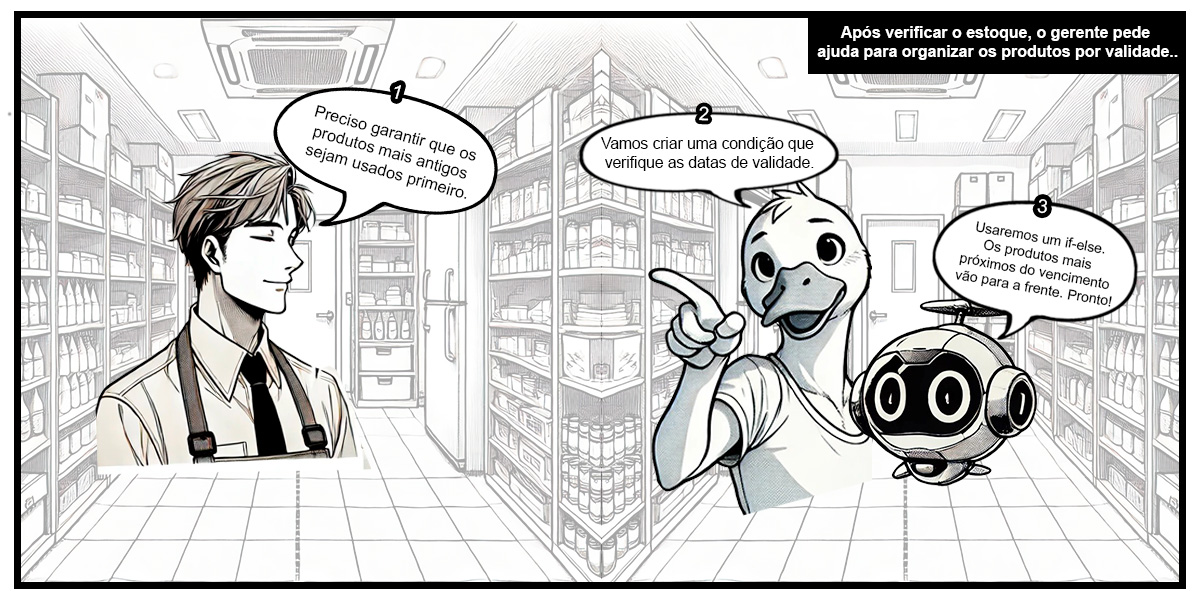 Após verificar o estoque, o gerente pede
ajuda para organizar os produtos por validade..
1
Preciso garantir que os
produtos mais antigos
sejam usados primeiro.
2
Vamos criar uma condição que
verifique as datas de validade.
3
Usaremos um if-else.
Os produtos mais
próximos do vencimento
vão para a frente. Pronto!